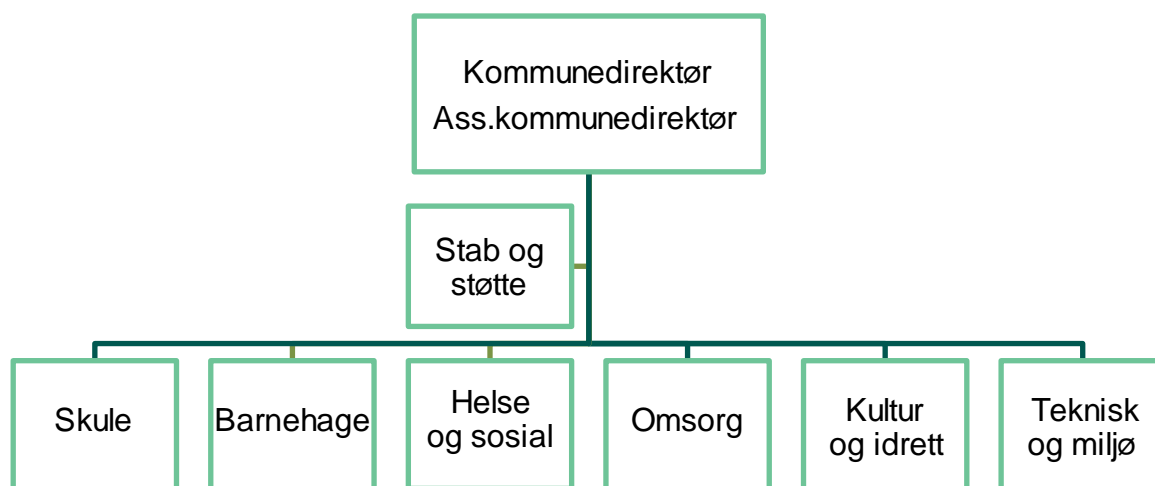 Kommunedirektør
Ass.kommunedirektør
Stab og
støtte
Skule
Barnehage
Helse
og sosial
Omsorg
Kultur
og idrett
Teknisk
og miljø